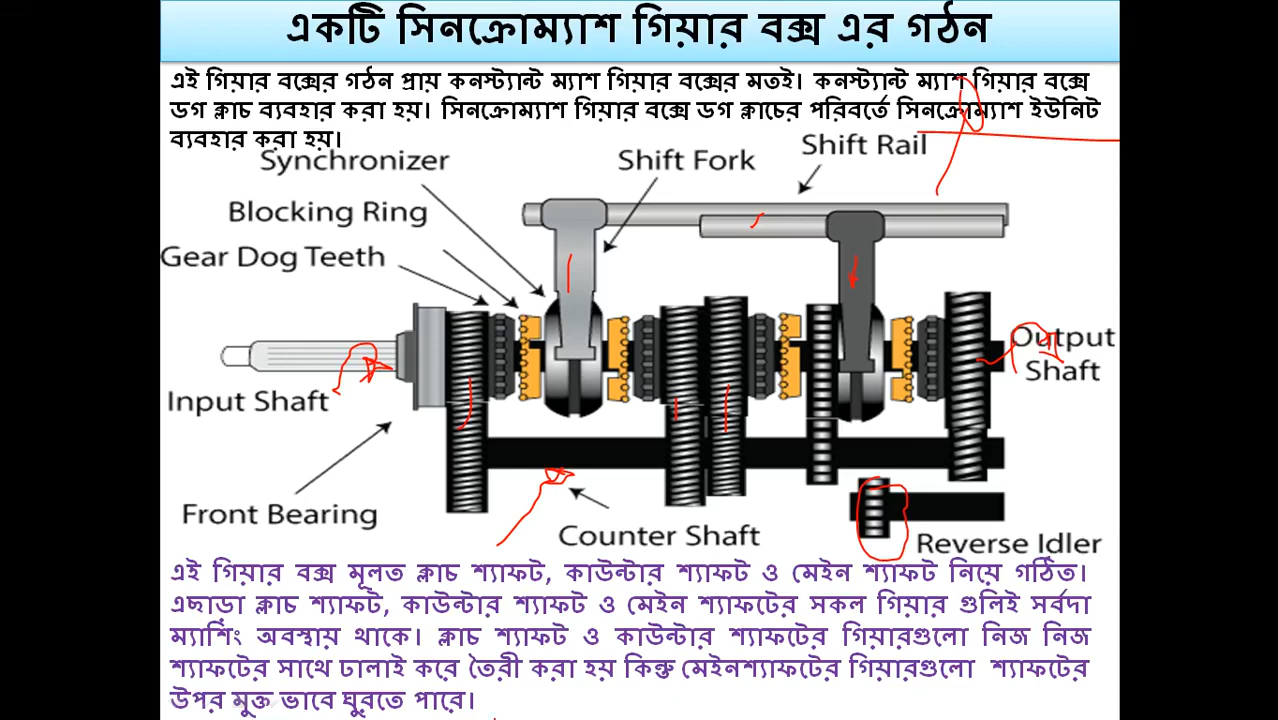 একটি সিনক্রোম্যাশ গিয়ার বক্স এর গঠন
এই গিয়ার বক্সের গঠন প্রায় কনস্ট্যান্ট ম্যাশ গিয়ার বক্সের মতই। কনস্ট্যান্ট ম্যাশ গিয়ার বক্সে
ডগ ক্লাচ ব্যবহার করা হয়। সিনক্রোম্যাশ গিয়ার বক্সে ডগ ক্লাচের পরিবর্তে সিনক্রোম্যাশ ইউনিট
ব্যবহার করা হয়।
Synchronizer
Shift Fork
Shift Rail
Blocking Ring
Gear Dog Teeth
Output
Shaft
Input Shaft
Front Bearing
Counter Shaft
Reverse Idler
এই গিয়ার বক্স মূলত ক্লাচ শ্যাফট, কাউন্টার শ্যাফট ও মেইন শ্যাফট নিয়ে গঠিত।
এছাড়া ক্লাচ শ্যাফট, কাউন্টার শ্যাফট ও মেইন শ্যাফটের সকল গিয়ার গুলিই সর্বদা
ম্যাশিং অবস্থায় থাকে। ক্লাচ শ্যাফট ও কাউন্টার শ্যাফটের গিয়ারগুলো নিজ নিজ
শ্যাফটের সাথে ঢালাই করে তৈরী করা হয় কিন্তু মেইনশ্যাফটের গিয়ারগুলো শ্যাফটের
উপর মুক্ত ভাবে ঘুরতে পারে।